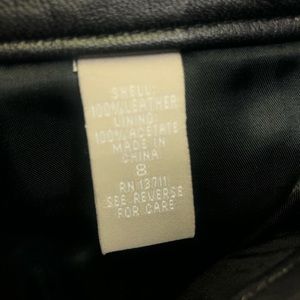 SHELL:
100% LEATHER
LINING:
100% ACETATE
MADE IN
CHINA
8
RN 13711
SEE REVERSE
FOR CARE